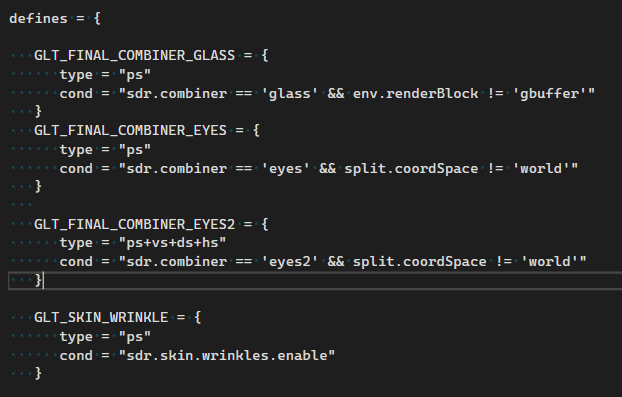 defines = {
GLT_FINAL_COMBINER_GLASS = {
type = "ps"
cond = "sdr.combiner == 'glass' && env.renderBlock != 'gbuffer'"
}
GLT_FINAL_COMBINER_EYES = {
type = "ps"
cond = "sdr.combiner == 'eyes' && split.coordSpace != 'world'"
}
GLT_FINAL_COMBINER_EYES2 = {
type = "ps+vs+ds+hs"
cond = "sdr.combiner == 'eyes2' && split.coordSpace != 'world'"
}
GLT_SKIN_WRINKLE = {
type = "ps"
cond = "sdr.skin.wrinkles.enable"
}